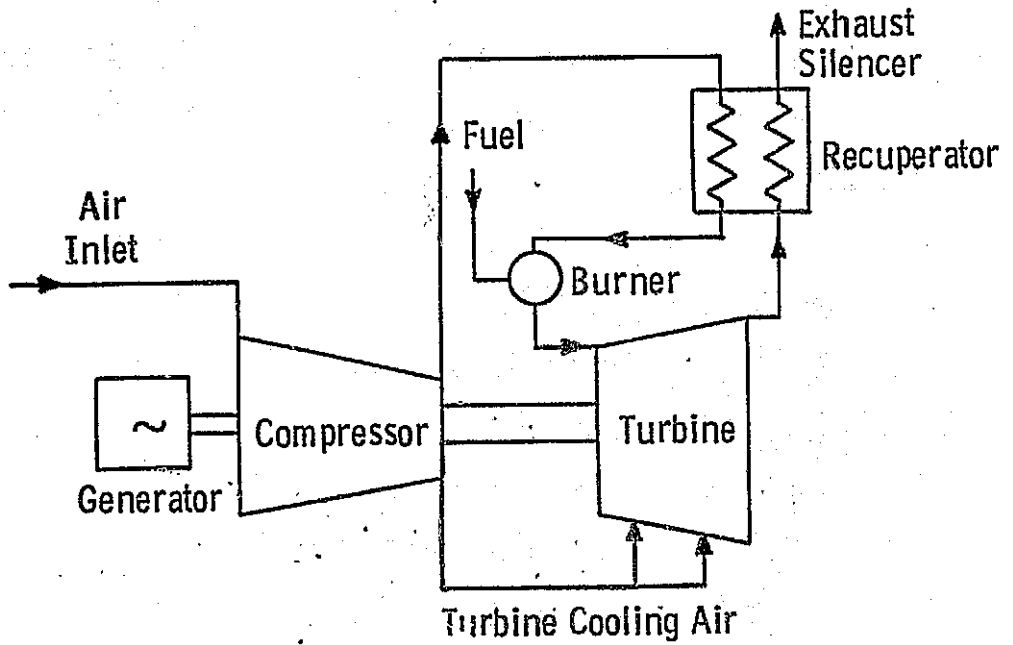 Exhaust
Silencer
Fuel
Recuperator
Air
Inlet
Burner
Compressor
Turbine
Generator
Turbine Cooling Air